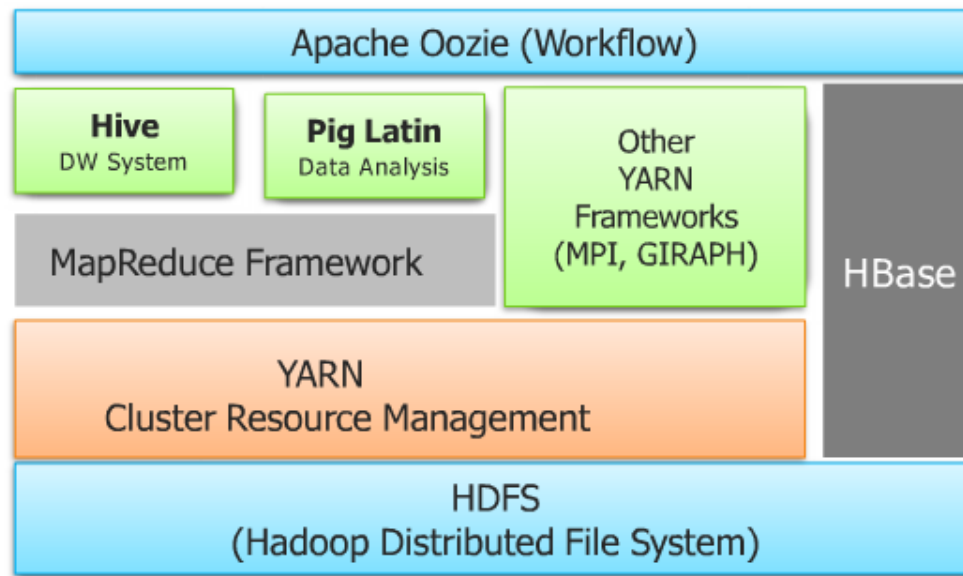 Apache Oozie (Workflow)
Hive
DW System
Pig Latin
Data Analysis
Other
YARN
Frameworks
(MPI, GIRAPH)
HBase
MapReduce Framework
YARN
Cluster Resource Management
HDFS
(Hadoop Distributed File System)